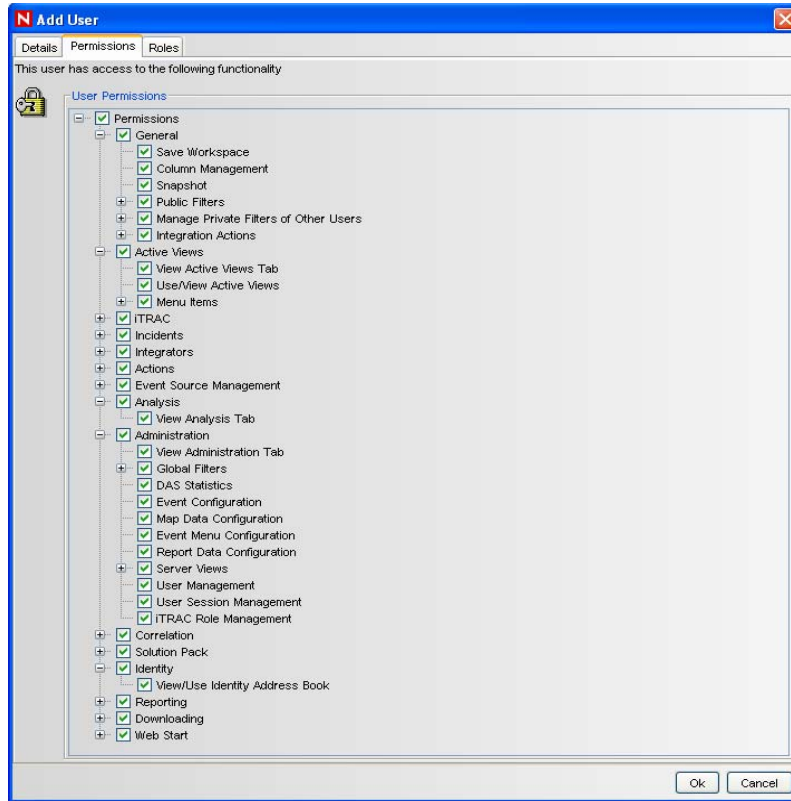 N Add User
Details Permissions Roles
This user has access to the following functionality
User Permissions
Permissions
General
Save Workspace
Column Management
Snapshot
Public Filters
Manage Private Filters of Other Users
Integration Actions
Active Views
View Active Views Tab
Use/View Active Views
Menu Items
iTRAC
Incidents
Integrators
Actions
Event Source Management
Analysis
View Analysis Tab
Administration
View Administration Tab
Global Filters
DAS Statistics
Event Configuration
Map Data Configuration
Event Menu Configuration
Report Data Configuration
Server Views
User Management
User Session Management
iTRAC Role Management
Correlation
Solution Pack
Identity
View/Use Identity Address Book
Reporting
Downloading
Web Start
Ok Cancel